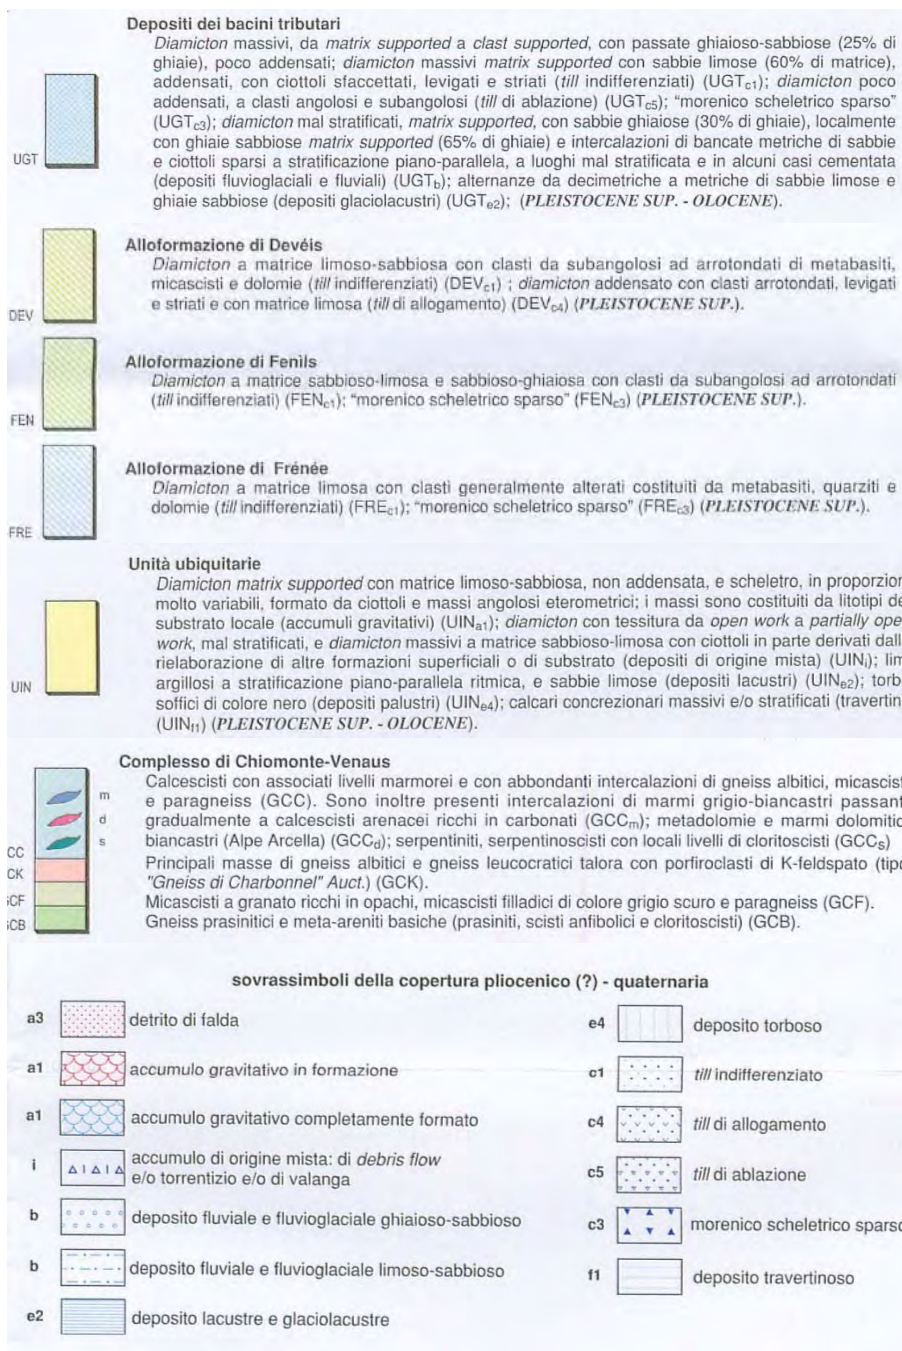 Depositi dei bacini tributari
Diamicton massivi, da matrix supported a clast supported, con passate ghiaioso-sabbiose (25% di
ghiaie), poco addensati; diamicton massivi matrix supported con sabbie limose (60% di matrice),
addensati, con ciottoli sfaccettati, levigati e striati (till indifferenziati) (UGTc1); diamicton poco
addensati, a clasti angolosi e subangolosi (till di ablazione) (UGTc5); “morenico scheletrico sparso”
(UGTc3); diamicton mal stratificati, matrix supported, con sabbie ghiaiose (30% di ghiaie), localmente
con ghiaie sabbiose matrix supported (65% di ghiaie) e intercalazioni di bancate metriche di sabbie
UGT
e ciottoli sparsi a stratificazione piano-parallela, a luoghi mal stratificata e in alcuni casi cementata
(depositi fluvioglaciali e fluviali) (UGTb); alternanze da decimetriche a metriche di sabbie limose e
ghiaie sabbiose (depositi glaciolacustri) (UGTe2); (PLEISTOCENE SUP. - OLOCENE).
Alloformazione di Devéis
Diamicton a matrice limoso-sabbiosa con clasti da subangolosi ad arrotondati di metabasiti,
micascisti e dolomie (till indifferenziati) (DEVc1) ; diamicton addensato con clasti arrotondati, levigati
e striati e con matrice limosa (till di allogamento) (DEVc4) (PLEISTOCENE SUP.).
DEV
Alloformazione di Fenìls
Diamicton a matrice sabbioso-limosa e sabbioso-ghiaiosa con clasti da subangolosi ad arrotondati
(till indifferenziati) (FENc1); “morenico scheletrico sparso” (FENc3) (PLEISTOCENE SUP.).
FEN
Alloformazione di Frénée
Diamicton a matrice limosa con clasti generalmente alterati costituiti da metabasiti, quarziti e
dolomie (till indifferenziati) (FREc1); “morenico scheletrico sparso” (FREc3) (PLEISTOCENE SUP.).
FRE
Unità ubiquitarie
Diamicton matrix supported con matrice limoso-sabbiosa, non addensata, e scheletro, in proporzion
molto variabili, formato da ciottoli e massi angolosi eterometrici; i massi sono costituiti da litotipi de
substrato locale (accumuli gravitativi) (UINa1); diamicton con tessitura da open work a partially ope
work, mal stratificati, e diamicton massivi a matrice sabbioso-limosa con ciottoli in parte derivati dall
rielaborazione di altre formazioni superficiali o di substrato (depositi di origine mista) (UINi); lim
UIN
argillosi a stratificazione piano-parallela ritmica, e sabbie limose (depositi lacustri) (UINe2); torb
soffici di colore nero (depositi palustri) (UINe4); calcari concrezionari massivi e/o stratificati (travertin
(UINf1) (PLEISTOCENE SUP. - OLOCENE).
Complesso di Chiomonte-Venaus
Calcescisti con associati livelli marmorei e con abbondanti intercalazioni di gneiss albitici, micascist
m
e paragneiss (GCC). Sono inoltre presenti intercalazioni di marmi grigio-biancastri passant
d
gradualmente a calcescisti arenacei ricchi in carbonati (GCCm); metadolomie e marmi dolomitic
s
biancastri (Alpe Arcella) (GCCd); serpentiniti, serpentinoscisti con locali livelli di cloritoscisti (GCCs)
CC
Principali masse di gneiss albitici e gneiss leucocratici talora con porfiroclasti di K-feldspato (tipo
CK
"Gneiss di Charbonnel" Auct.) (GCK).
GCF
Micascisti a granato ricchi in opachi, micascisti filladici di colore grigio scuro e paragneiss (GCF).
GCB
Gneiss prasinitici e meta-areniti basiche (prasiniti, scisti anfibolici e cloritoscisti) (GCB).
sovrassimboli della copertura pliocenico (?) - quaternaria
a3 detrito di falda
a1 accumulo gravitativo in formazione
a1 accumulo gravitativo completamente formato
i accumulo di origine mista: di debris flow
e/o torrentizio e/o di valanga
b deposito fluviale e fluvioglaciale ghiaioso-sabbioso
b deposito fluviale e fluvioglaciale limoso-sabbioso
e2 deposito lacustre e glaciolacustre
e4 deposito torboso
c1 till indifferenziato
c4 till di allogamento
c5 till di ablazione
c3 morenico scheletrico sparso
f1 deposito travertinoso